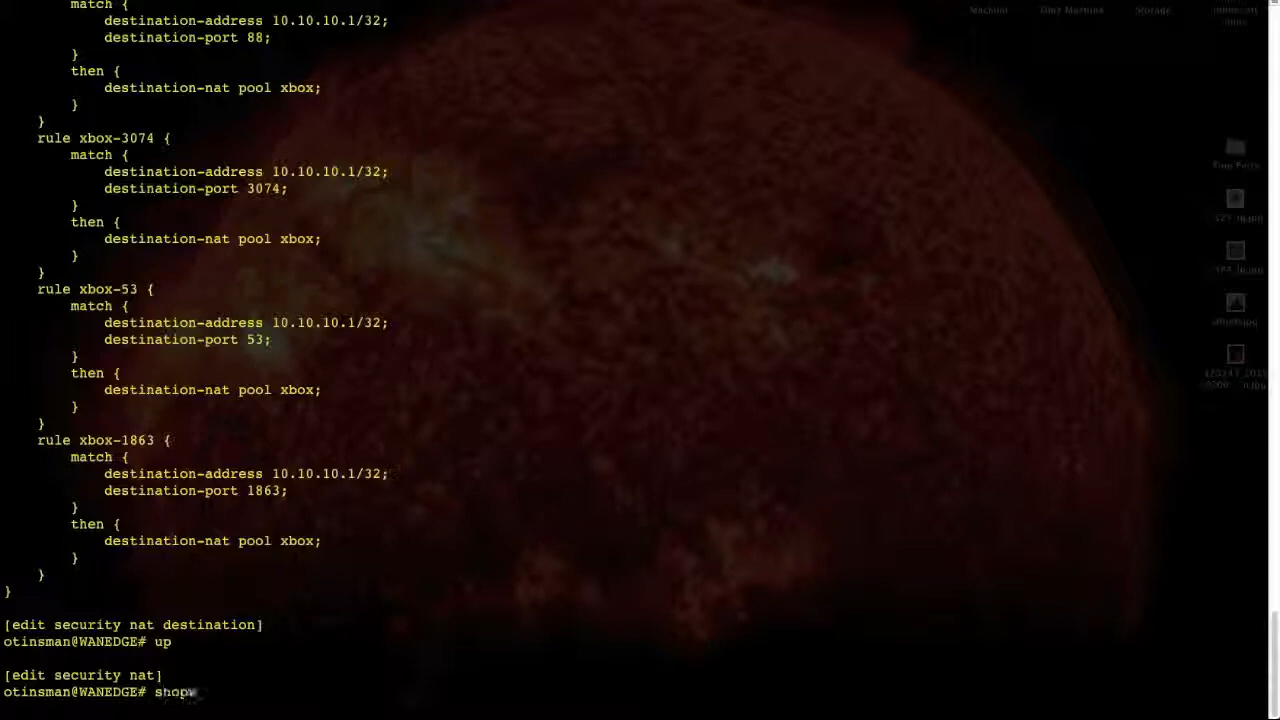 match {
destination-address 10.10.10.1/32;
destination-port 88;
}
then {
destination-nat pool xbox;
}
}
rule xbox-3074 {
match {
destination-address 10.10.10.1/32;
destination-port 3074;
}
then {
destination-nat pool xbox;
}
}
rule xbox-53 {
match {
destination-address 10.10.10.1/32;
destination-port 53;
}
then {
destination-nat pool xbox;
}
}
rule xbox-1863 {
match {
destination-address 10.10.10.1/32;
destination-port 1863;
}
then {
destination-nat pool xbox;
}
}
}
[edit security nat destination]
otinsman@WANEDGE# up
[edit security nat]
otinsman@WANEDGE#
Storage